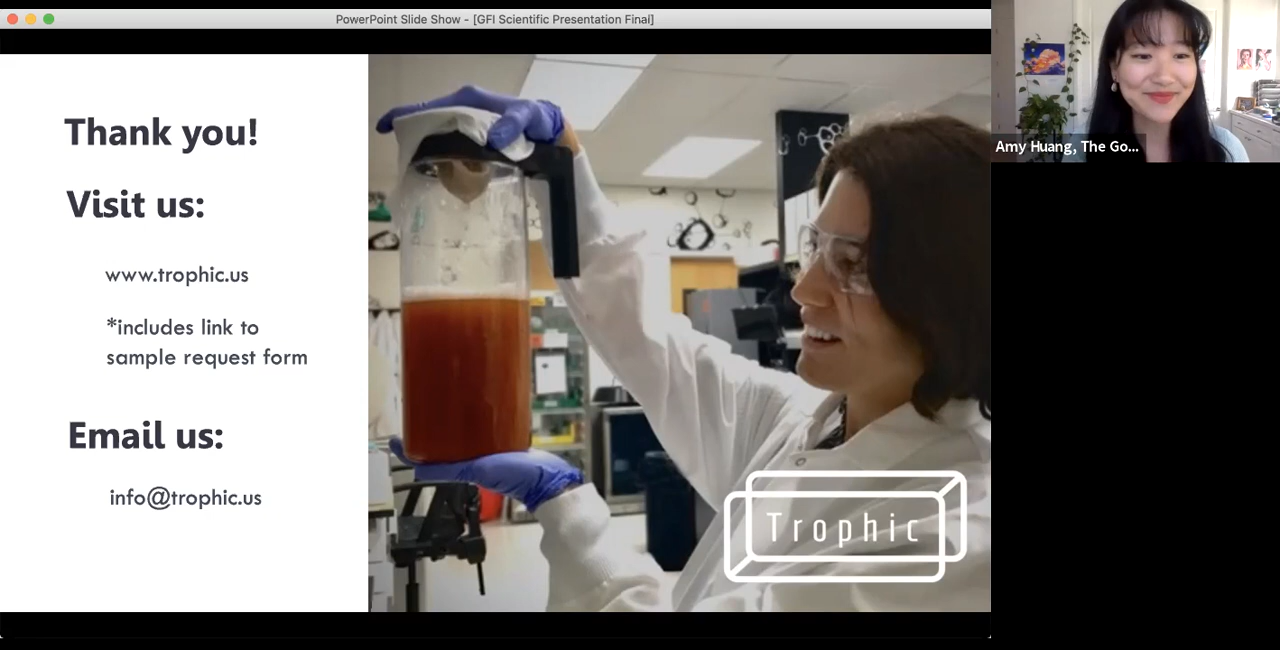 PowerPoint Slide Show - [GFI Scientific Presentation Final]
Thank you!
Visit us:
www.trophic.us
*includes link to
sample request form
Email us:
info@trophic.us
Trophic
Amy Huang, The Go...